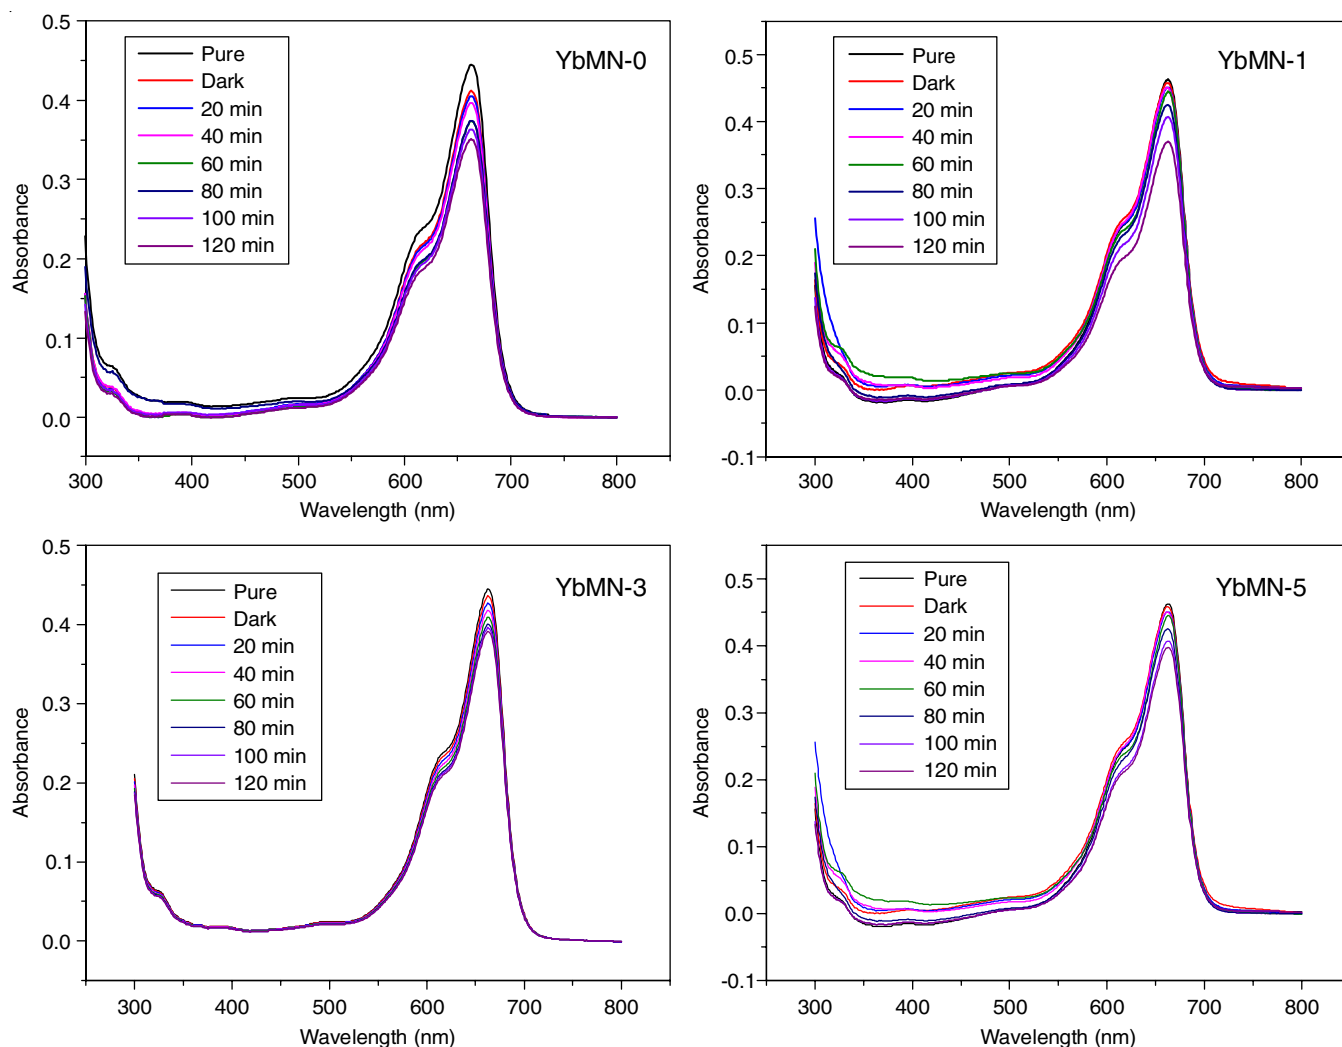 YbMN-0
Pure
Dark
20 min
40 min
60 min
80 min
100 min
120 min
0.5
0.4
0.3
0.2
0.1
0.0
Absorbance
300 400 500 600 700 800
Wavelength (nm)
YbMN-1
Pure
Dark
20 min
40 min
60 min
80 min
100 min
120 min
0.5
0.4
0.3
0.2
0.1
0.0
-0.1
Absorbance
300 400 500 600 700 800
Wavelength (nm)
YbMN-3
Pure
Dark
20 min
40 min
60 min
80 min
100 min
120 min
0.5
0.4
0.3
0.2
0.1
0.0
Absorbance
300 400 500 600 700 800
Wavelength (nm)
YbMN-5
Pure
Dark
20 min
40 min
60 min
80 min
100 min
120 min
0.5
0.4
0.3
0.2
0.1
0.0
-0.1
Absorbance
300 400 500 600 700 800
Wavelength (nm)